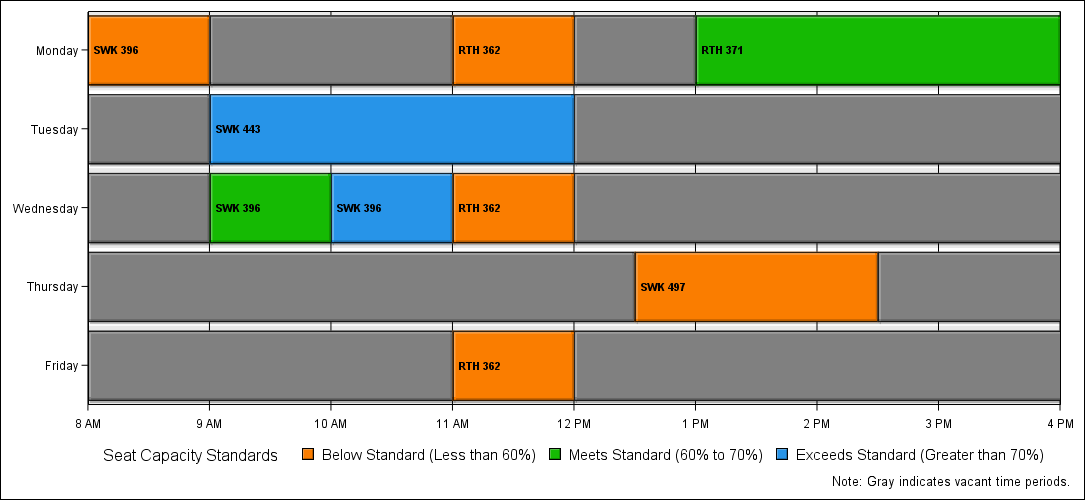 Monday SWK 396 RTH 362 RTH 371
Tuesday SWK 443
Wednesday SWK 396 SWK 396 RTH 362
Thursday SWK 497
Friday RTH 362
8 AM 9 AM 10 AM 11 AM 12 PM 1 PM 2 PM 3 PM 4 PM
Seat Capacity Standards Below Standard (Less than 60%) Meets Standard (60% to 70%) Exceeds Standard (Greater than 70%)
Note: Gray indicates vacant time periods.